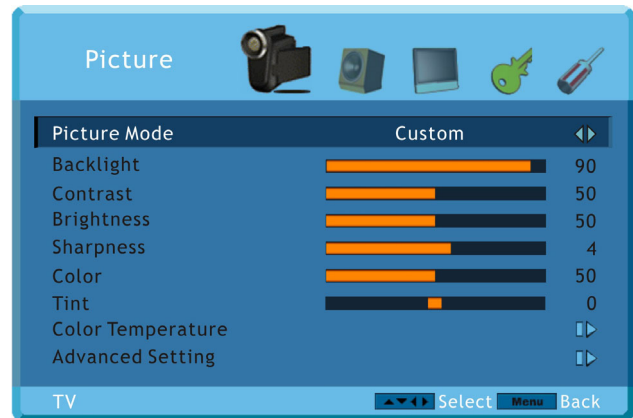 Picture
Picture Mode Custom
Backlight 90
Contrast 50
Brightness 50
Sharpness 4
Color 50
Tint 0
Color Temperature
Advanced Setting
TV Select Menu Back